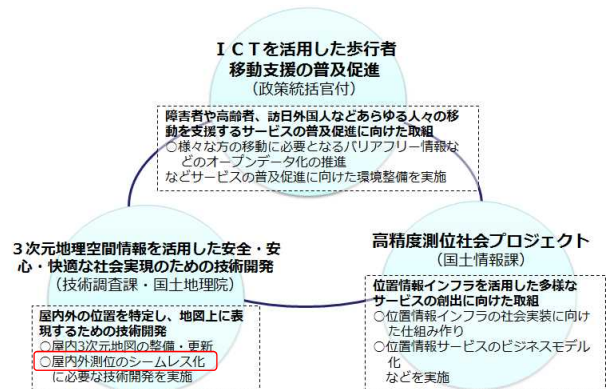 ＩＣＴを活用した歩行者
移動支援の普及促進
（政策統括官付）
障害者や高齢者、訪日外国人などあらゆる人々の移
動を支援するサービスの普及促進に向けた取組
○様々な方の移動に必要となるバリアフリー情報な
どのオープンデータ化の推進
などサービスの普及促進に向けた環境整備を実施
３次元地理空間情報を活用した安全・安
心・快適な社会実現のための技術開発
（技術調査課・国土地理院）
屋内外の位置を特定し、地図上に表
現するための技術開発
○屋内3次元地図の整備・更新
○屋内外測位のシームレス化
に必要な技術開発を実施
高精度測位社会プロジェクト
（国土情報課）
位置情報インフラを活用した多様な
サービスの創出に向けた取組
○位置情報インフラの社会実装に向け
た仕組み作り
○位置情報サービスのビジネスモデル
化
などを実施